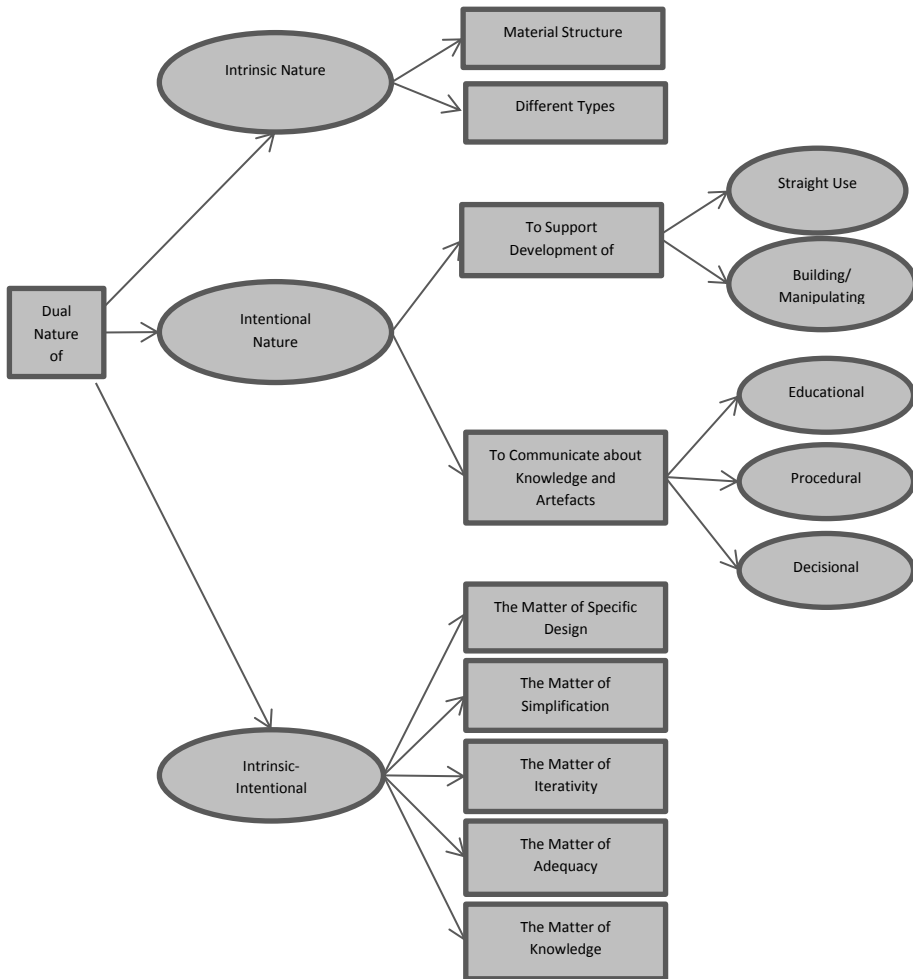 Material Structure
Intrinsic Nature
Different Types
Straight Use
To Support
Development of
Building/
Manipulating
Dual
Nature
of
Intentional
Nature
Educational
To Communicate about
Knowledge and
Artefacts
Procedural
Decisional
The Matter of Specific
Design
The Matter of
Simplification
Intrinsic-
Intentional
The Matter of
Iterativity
The Matter of
Adequacy
The Matter of
Knowledge